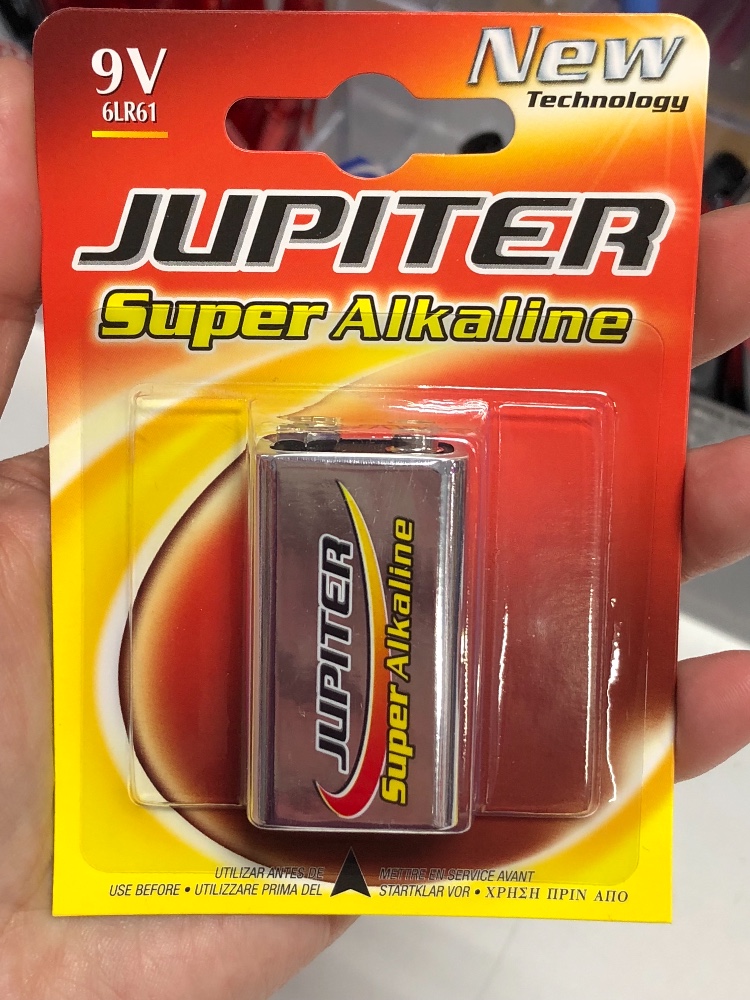 9V
6LR61
New
Technology
JUPITER
Super Alkaline
JUPITER
Super Alkaline
UTILIZAR ANTES DE
USE BEFORE • UTILIZZARE PRIMA DEL
METTRE EN SERVICE AVANT
STARTKLAR VOR • ΧΡΗΣΗ ΠΡΙΝ ΑΠΟ